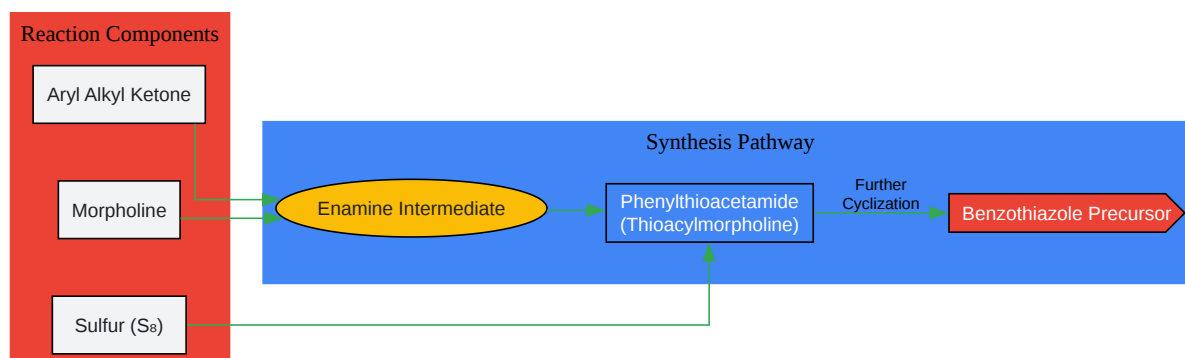 Reaction Components
Aryl Alkyl Ketone
Morpholine
Sulfur (S₈)
Synthesis Pathway
Enamine Intermediate
Phenylthioacetamide
(Thioacylmorpholine)
Further
Cyclization
Benzothiazole Precursor